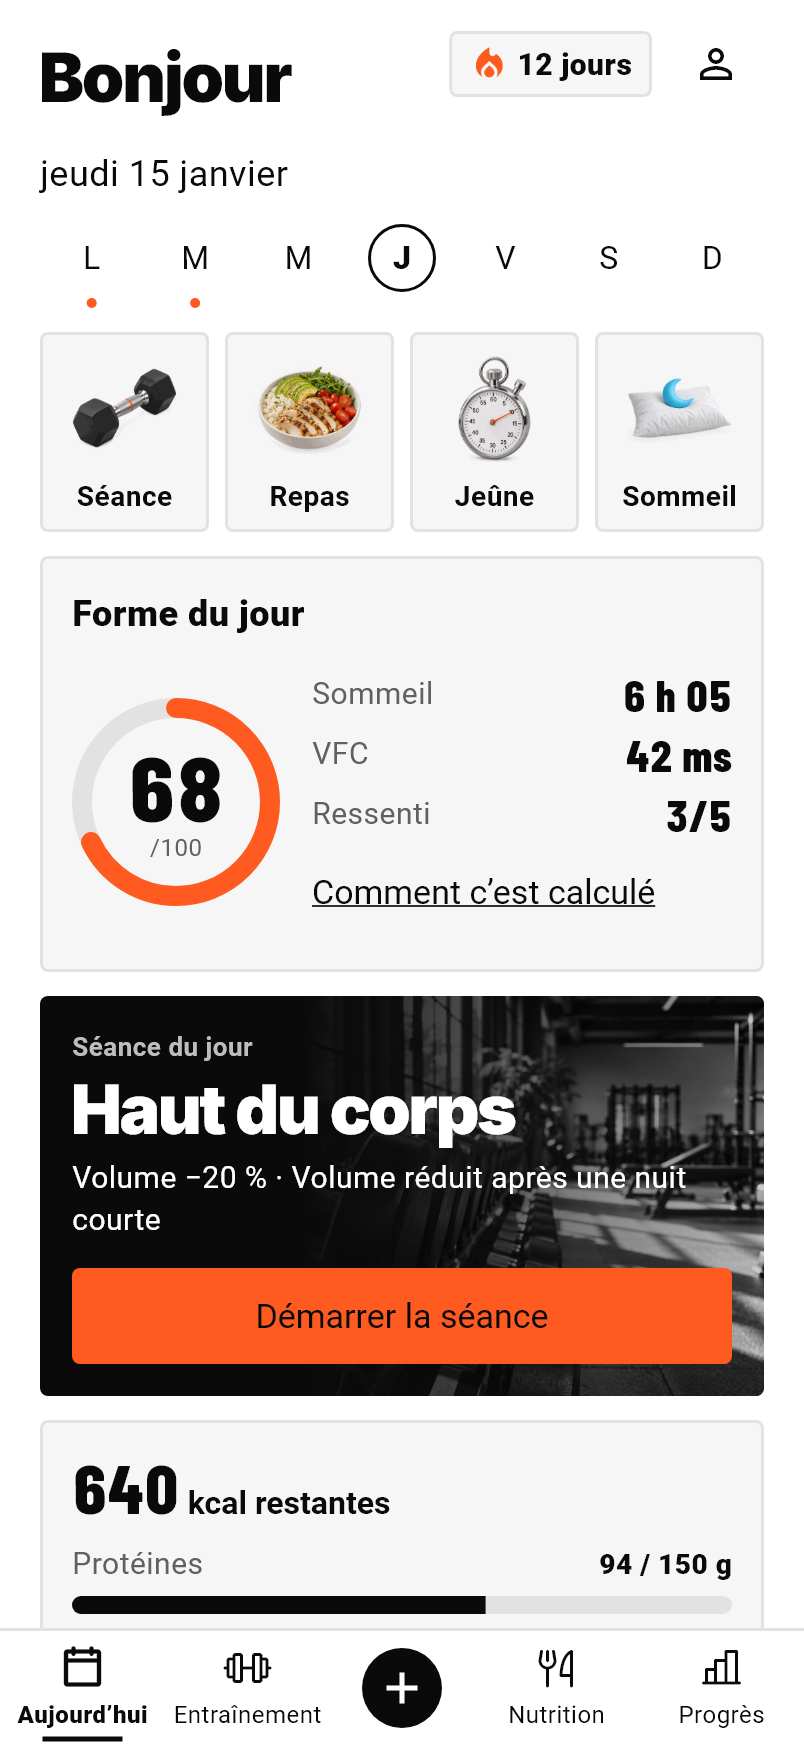 Bonjour
12 jours
jeudi 15 janvier
L M M J V S D
Séance Repas Jeûne Sommeil
Forme du jour
68
/100
Sommeil 6 h 05
VFC 42 ms
Ressenti 3/5
Comment c’est calculé
Séance du jour
Haut du corps
Volume −20 % · Volume réduit après une nuit
courte
Démarrer la séance
640 kcal restantes
Protéines 94 / 150 g
Aujourd’hui Entraînement Nutrition Progrès